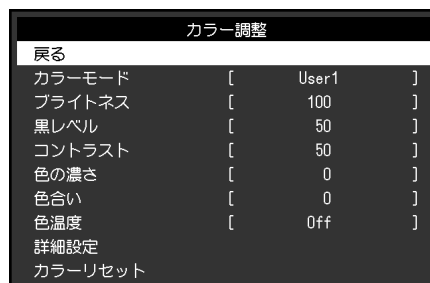 カラー調整
戻る
カラーモード [ User1 ]
ブライトネス [ 100 ]
黒レベル [ 50 ]
コントラスト [ 50 ]
色の濃さ [ 0 ]
色合い [ 0 ]
色温度 [ Off ]
詳細設定
カラーリセット